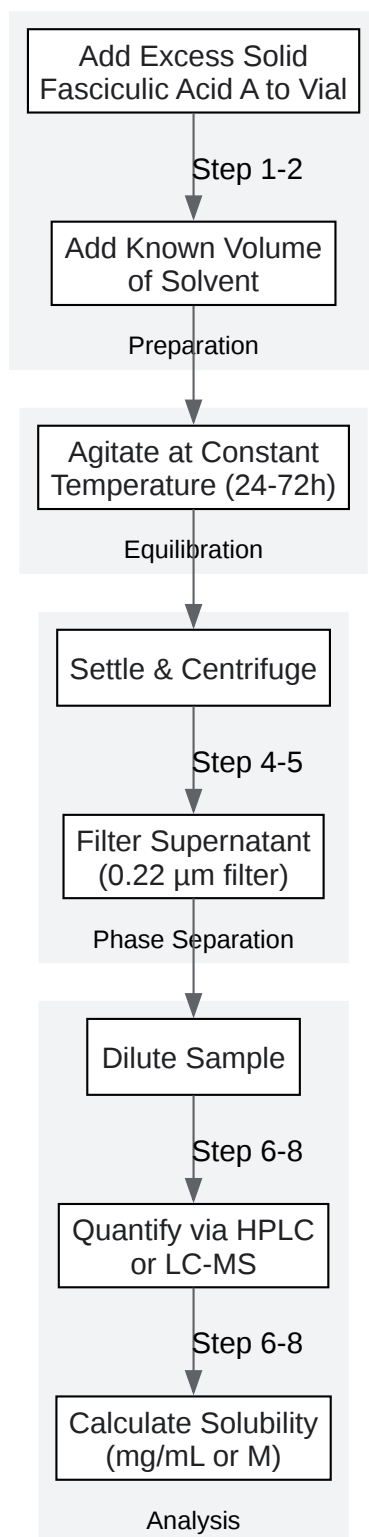 Add Excess Solid
Fasciculic Acid A to Vial
Step 1-2
Add Known Volume
of Solvent
Preparation
Agitate at Constant
Temperature (24-72h)
Equilibration
Settle & Centrifuge
Step 4-5
Filter Supernatant
(0.22 µm filter)
Phase Separation
Dilute Sample
Step 6-8
Quantify via HPLC
or LC-MS
Step 6-8
Calculate Solubility
(mg/mL or M)
Analysis